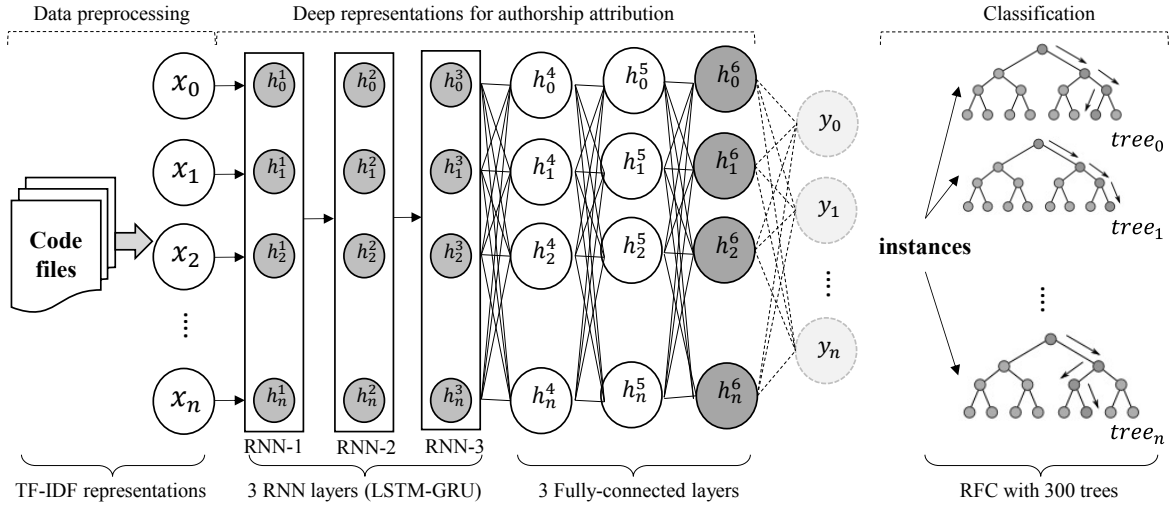 Data preprocessing
Deep representations for authorship attribution
Classification
Code
files
x₀
x₁
x₂
⋮
xₙ
h₀¹
h₁¹
h₂¹
hₙ¹
RNN-1
h₀²
h₁²
h₂²
hₙ²
RNN-2
h₀³
h₁³
h₂³
hₙ³
RNN-3
h₀⁴
h₁⁴
h₂⁴
hₙ⁴
h₀⁵
h₁⁵
h₂⁵
hₙ⁵
h₀⁶
h₁⁶
h₂⁶
hₙ⁶
y₀
y₁
⋮
yₙ
instances
tree₀
tree₁
⋮
treeₙ
TF-IDF representations
3 RNN layers (LSTM-GRU)
3 Fully-connected layers
RFC with 300 trees